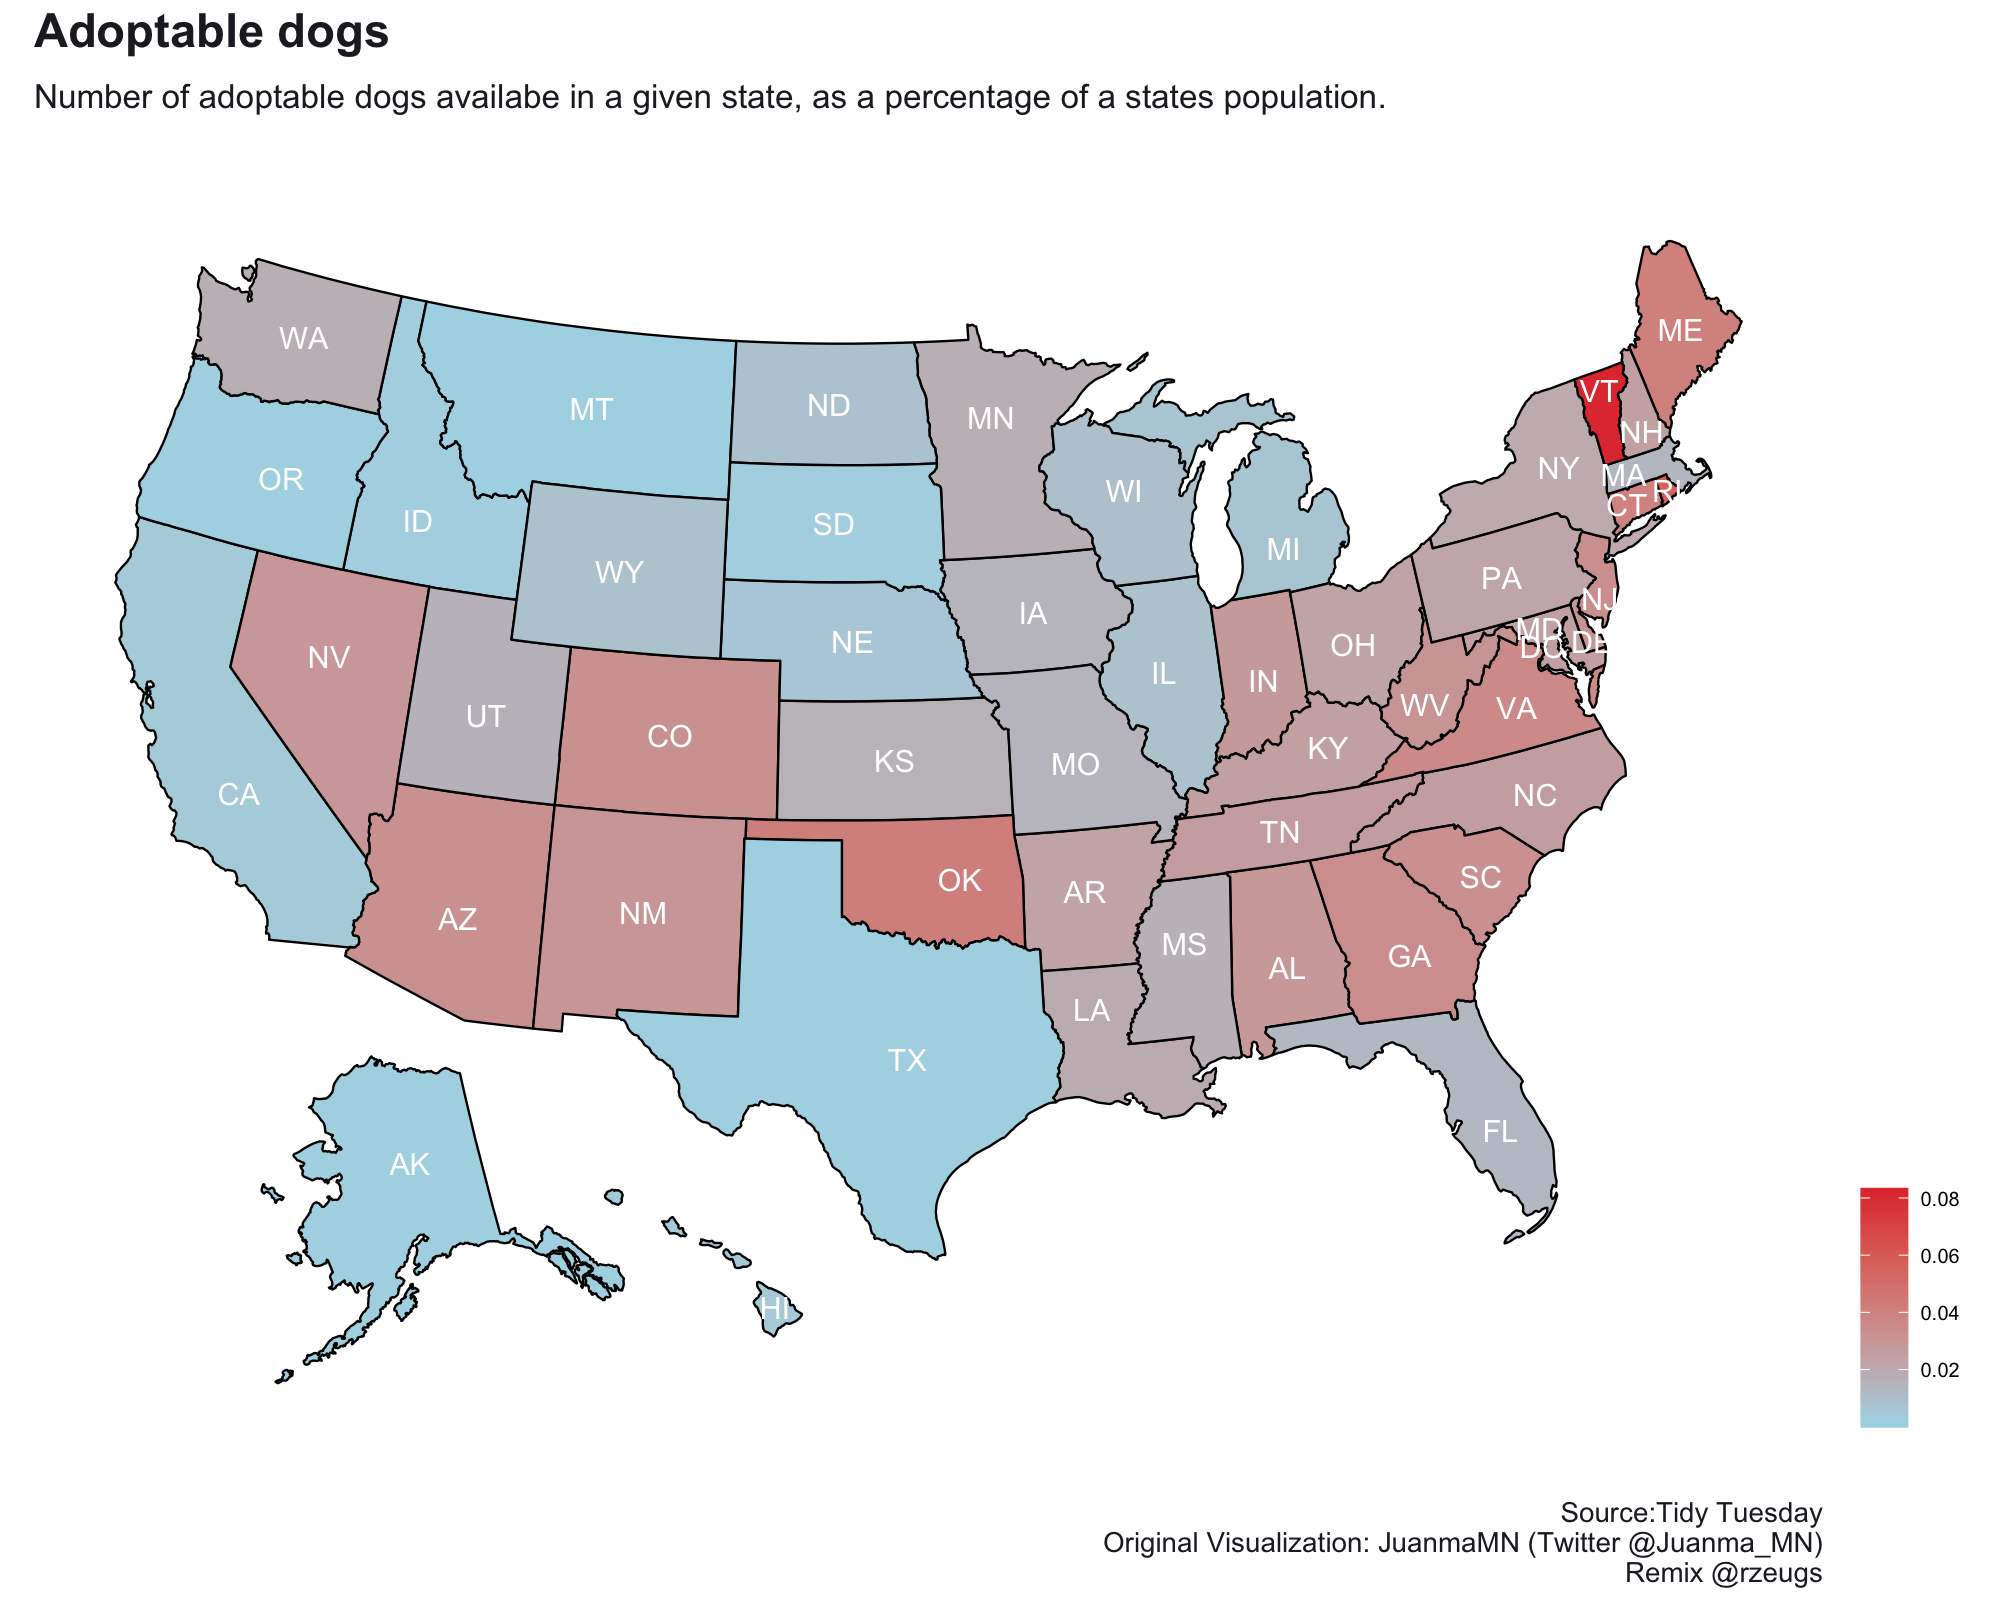 Adoptable dogs
Number of adoptable dogs availabe in a given state, as a percentage of a states population.
ME
WA
VT
MT
ND
MN
NH
NY
MA
OR
WI
RI
CT
ID
SD
MI
WY
PA
NJ
IA
MD
NE
OH
DC
DE
NV
IL
IN
WV
VA
UT
CO
KY
KS
MO
CA
NC
TN
OK
SC
AR
NM
AZ
MS
GA
AL
LA
TX
FL
AK
HI
0.08
0.06
0.04
0.02
Source:Tidy Tuesday
Original Visualization: JuanmaMN (Twitter @Juanma_MN)
Remix @rzeugs